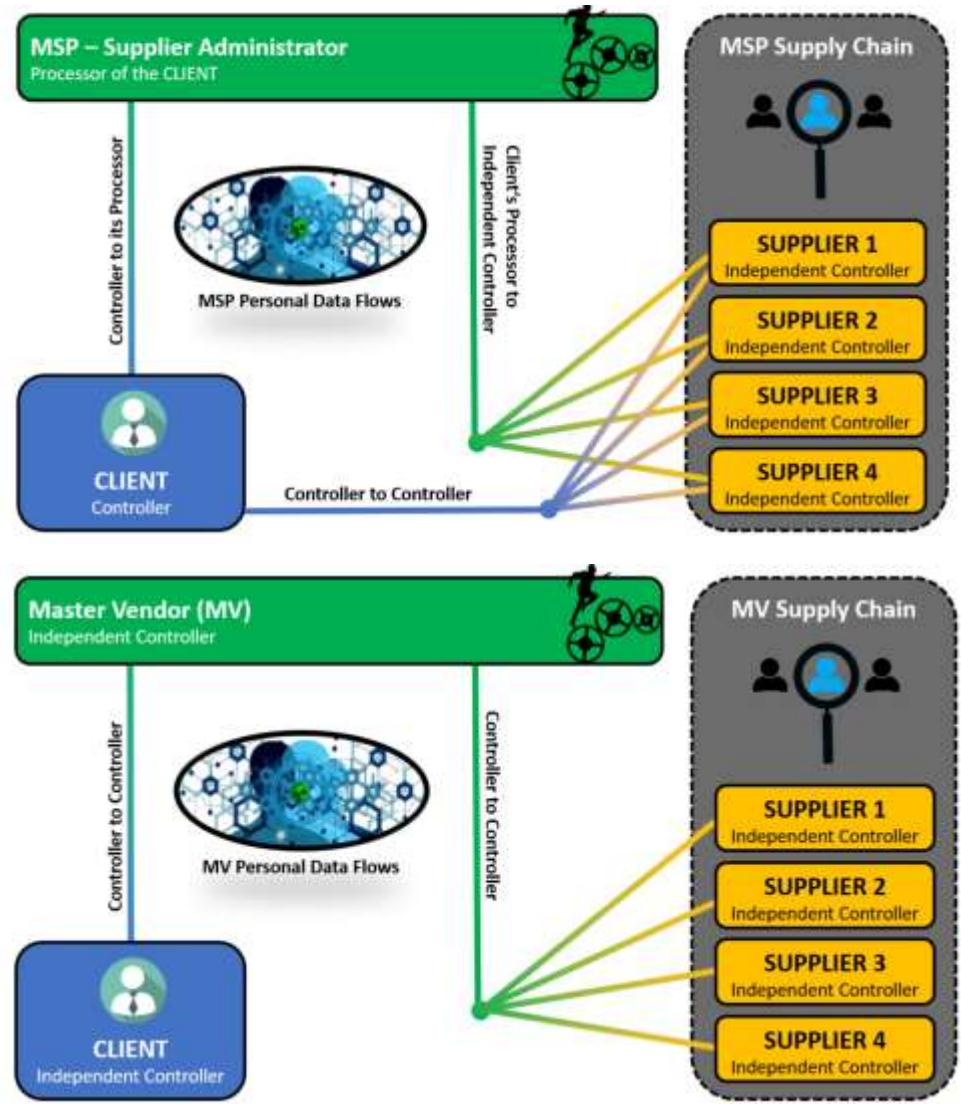 MSP – Supplier Administrator
Processor of the CLIENT
MSP Supply Chain
Controller to its Processor
Client's Processor to
Independent Controller
MSP Personal Data Flows
SUPPLIER 1
Independent Controller
SUPPLIER 2
Independent Controller
SUPPLIER 3
Independent Controller
SUPPLIER 4
Independent Controller
CLIENT
Controller
Controller to Controller
Master Vendor (MV)
Independent Controller
MV Supply Chain
Controller to Controller
Controller to Controller
MV Personal Data Flows
SUPPLIER 1
Independent Controller
SUPPLIER 2
Independent Controller
SUPPLIER 3
Independent Controller
SUPPLIER 4
Independent Controller
CLIENT
Independent Controller